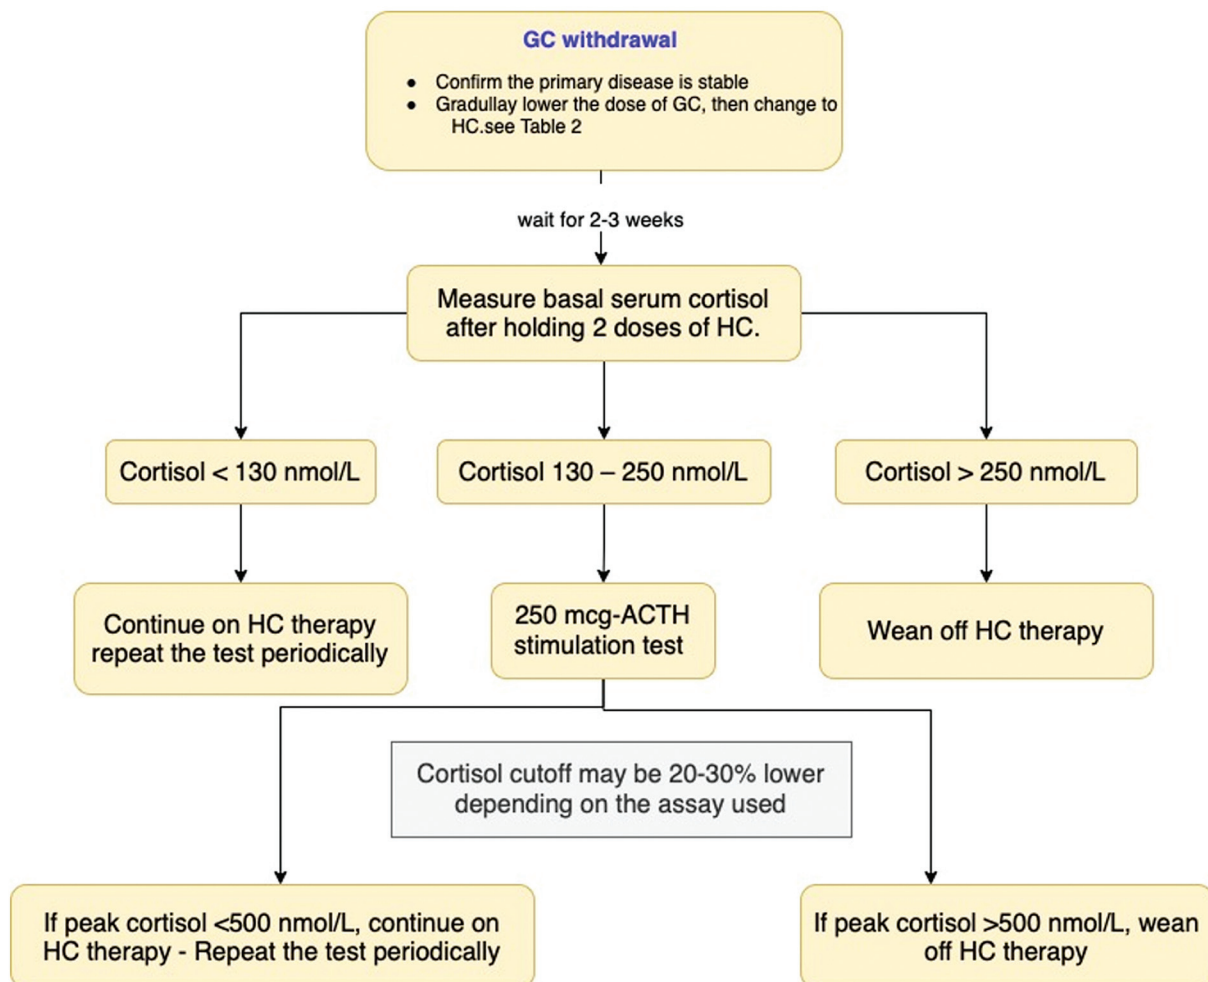 GC withdrawal
● Confirm the primary disease is stable
● Gradullay lower the dose of GC, then change to
HC.see Table 2
wait for 2-3 weeks
Measure basal serum cortisol
after holding 2 doses of HC.
Cortisol < 130 nmol/L
Cortisol 130 – 250 nmol/L
Cortisol > 250 nmol/L
Continue on HC therapy
repeat the test periodically
250 mcg-ACTH
stimulation test
Wean off HC therapy
Cortisol cutoff may be 20-30% lower
depending on the assay used
If peak cortisol <500 nmol/L, continue on
HC therapy - Repeat the test periodically
If peak cortisol >500 nmol/L, wean
off HC therapy